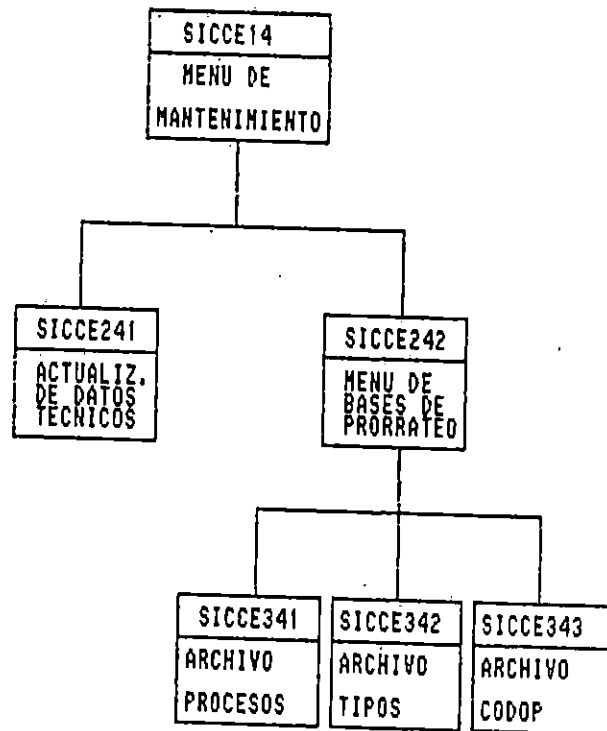 SICCE14
MENU DE
MANTENIMIENTO
SICCE241
ACTUALIZ.
DE DATOS
TECNICOS
SICCE242
MENU DE
BASES DE
PRORRATEO
SICCE341
ARCHIVO
PROCESOS
SICCE342
ARCHIVO
TIPOS
SICCE343
ARCHIVO
CODOP